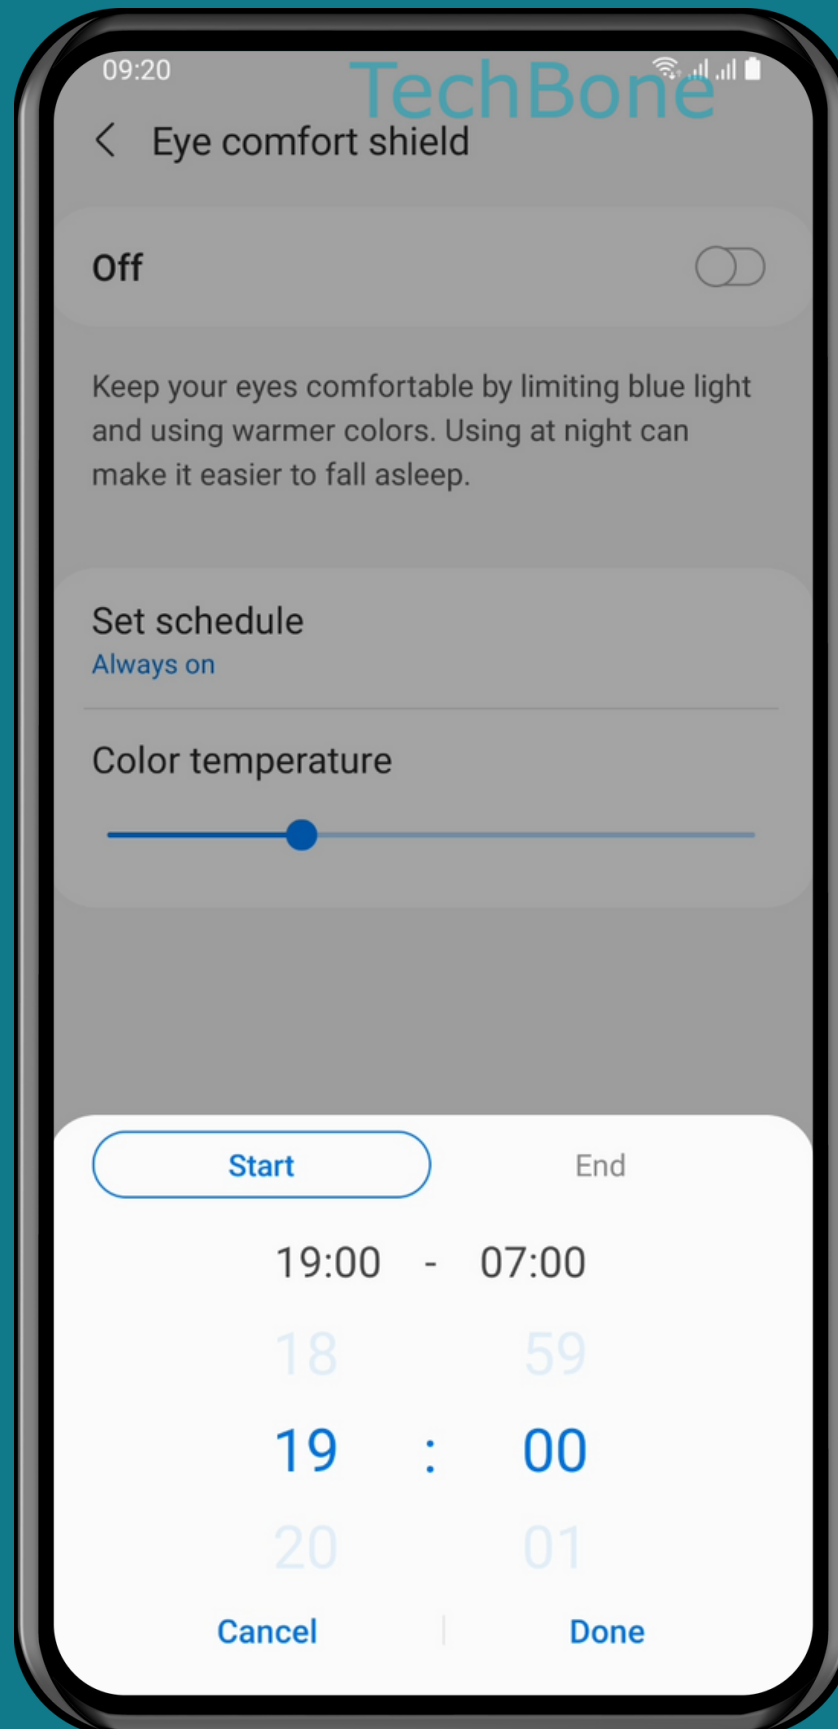 09:20
TechBone
Eye comfort shield
Off
Keep your eyes comfortable by limiting blue light
and using warmer colors. Using at night can
make it easier to fall asleep.
Set schedule
Always on
Color temperature
Start End
19:00 - 07:00
18 59
19 : 00
20 01
Cancel Done